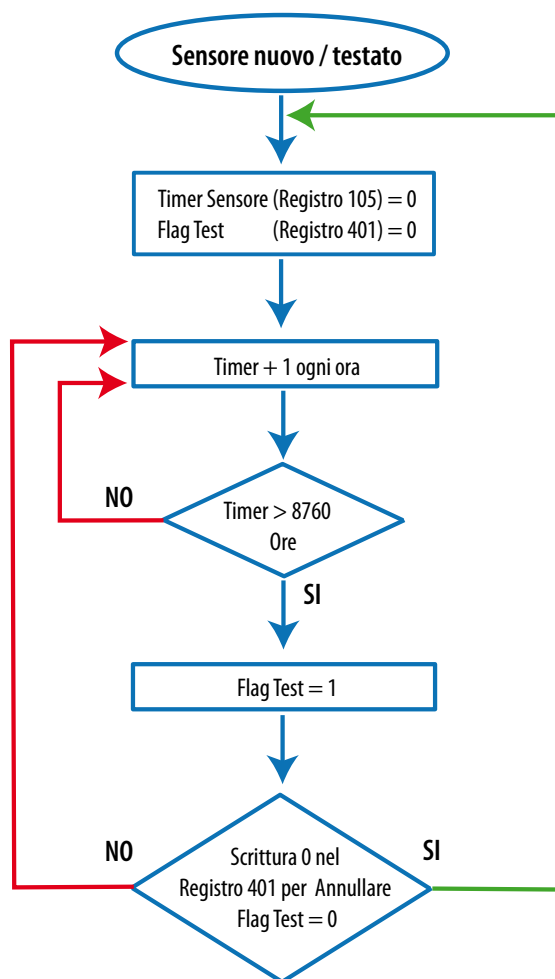 Sensore nuovo / testato
Timer Sensore (Registro 105) = 0
Flag Test (Registro 401) = 0
Timer + 1 ogni ora
NO
Timer > 8760
Ore
SI
Flag Test = 1
NO
Scrittura 0 nel
SI
Registro 401 per Annullare
Flag Test = 0